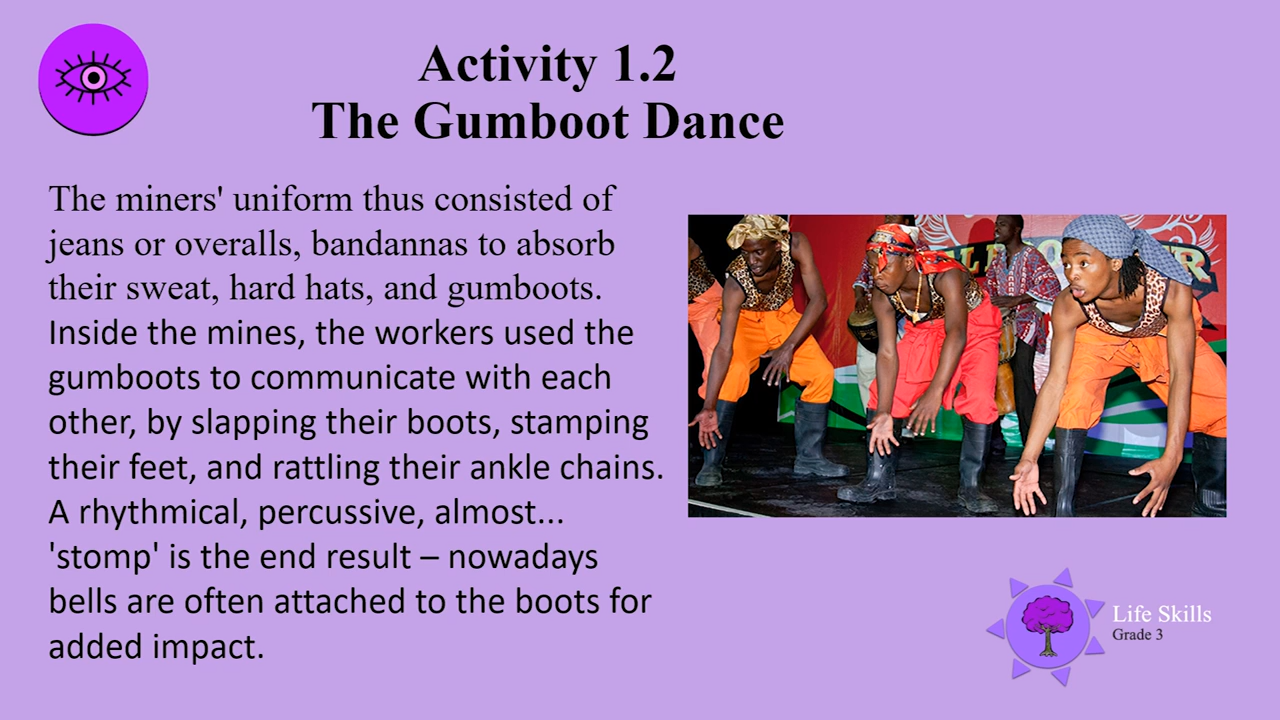 Activity 1.2
The Gumboot Dance
The miners' uniform thus consisted of
jeans or overalls, bandannas to absorb
their sweat, hard hats, and gumboots.
Inside the mines, the workers used the
gumboots to communicate with each
other, by slapping their boots, stamping
their feet, and rattling their ankle chains.
A rhythmical, percussive, almost...
'stomp' is the end result – nowadays
bells are often attached to the boots for
added impact.
Life Skills
Grade 3